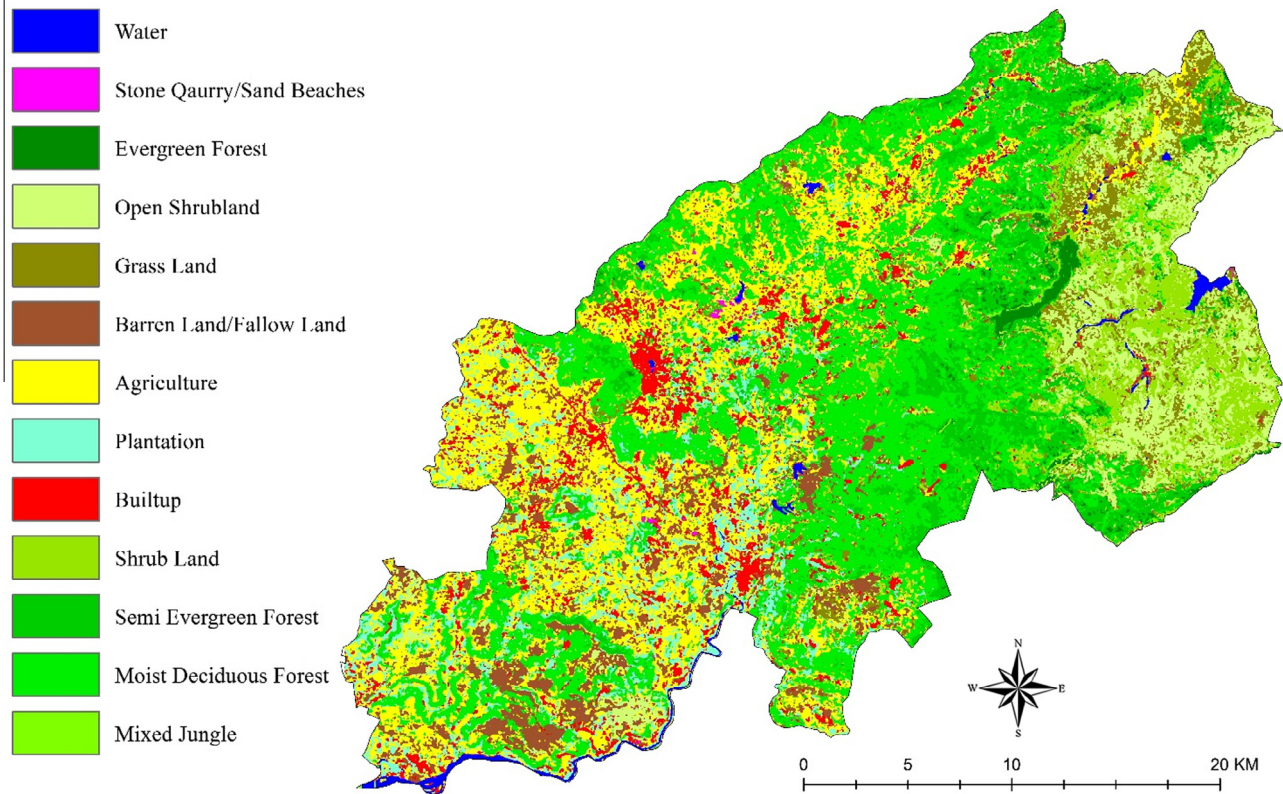 Water
Stone Qaurry/Sand Beaches
Evergreen Forest
Open Shrubland
Grass Land
Barren Land/Fallow Land
Agriculture
Plantation
Builtup
Shrub Land
Semi Evergreen Forest
Moist Deciduous Forest
Mixed Jungle
N
W E
S
0 5 10 20 KM